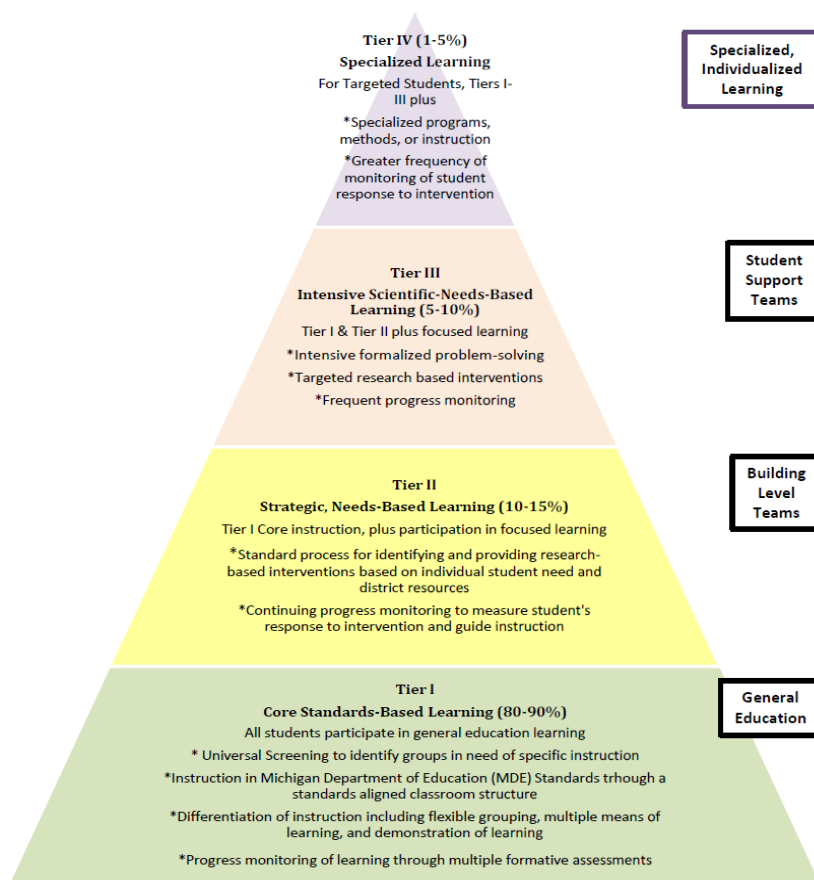 Tier IV (1-5%)
Specialized Learning
For Targeted Students, Tiers I-
III plus
*Specialized programs,
methods, or instruction
*Greater frequency of
monitoring of student
response to intervention
Specialized,
Individualized
Learning
Tier III
Intensive Scientific-Needs-Based
Learning (5-10%)
Tier I & Tier II plus focused learning
*Intensive formalized problem-solving
*Targeted research based interventions
*Frequent progress monitoring
Student
Support
Teams
Tier II
Strategic, Needs-Based Learning (10-15%)
Tier I Core instruction, plus participation in focused learning
*Standard process for identifying and providing research-
based interventions based on individual student need and
district resources
*Continuing progress monitoring to measure student's
response to intervention and guide instruction
Building
Level
Teams
Tier I
Core Standards-Based Learning (80-90%)
All students participate in general education learning
* Universal Screening to identify groups in need of specific instruction
*Instruction in Michigan Department of Education (MDE) Standards trhough a
standards aligned classroom structure
*Differentiation of instruction including flexible grouping, multiple means of
learning, and demonstration of learning
*Progress monitoring of learning through multiple formative assessments
General
Education